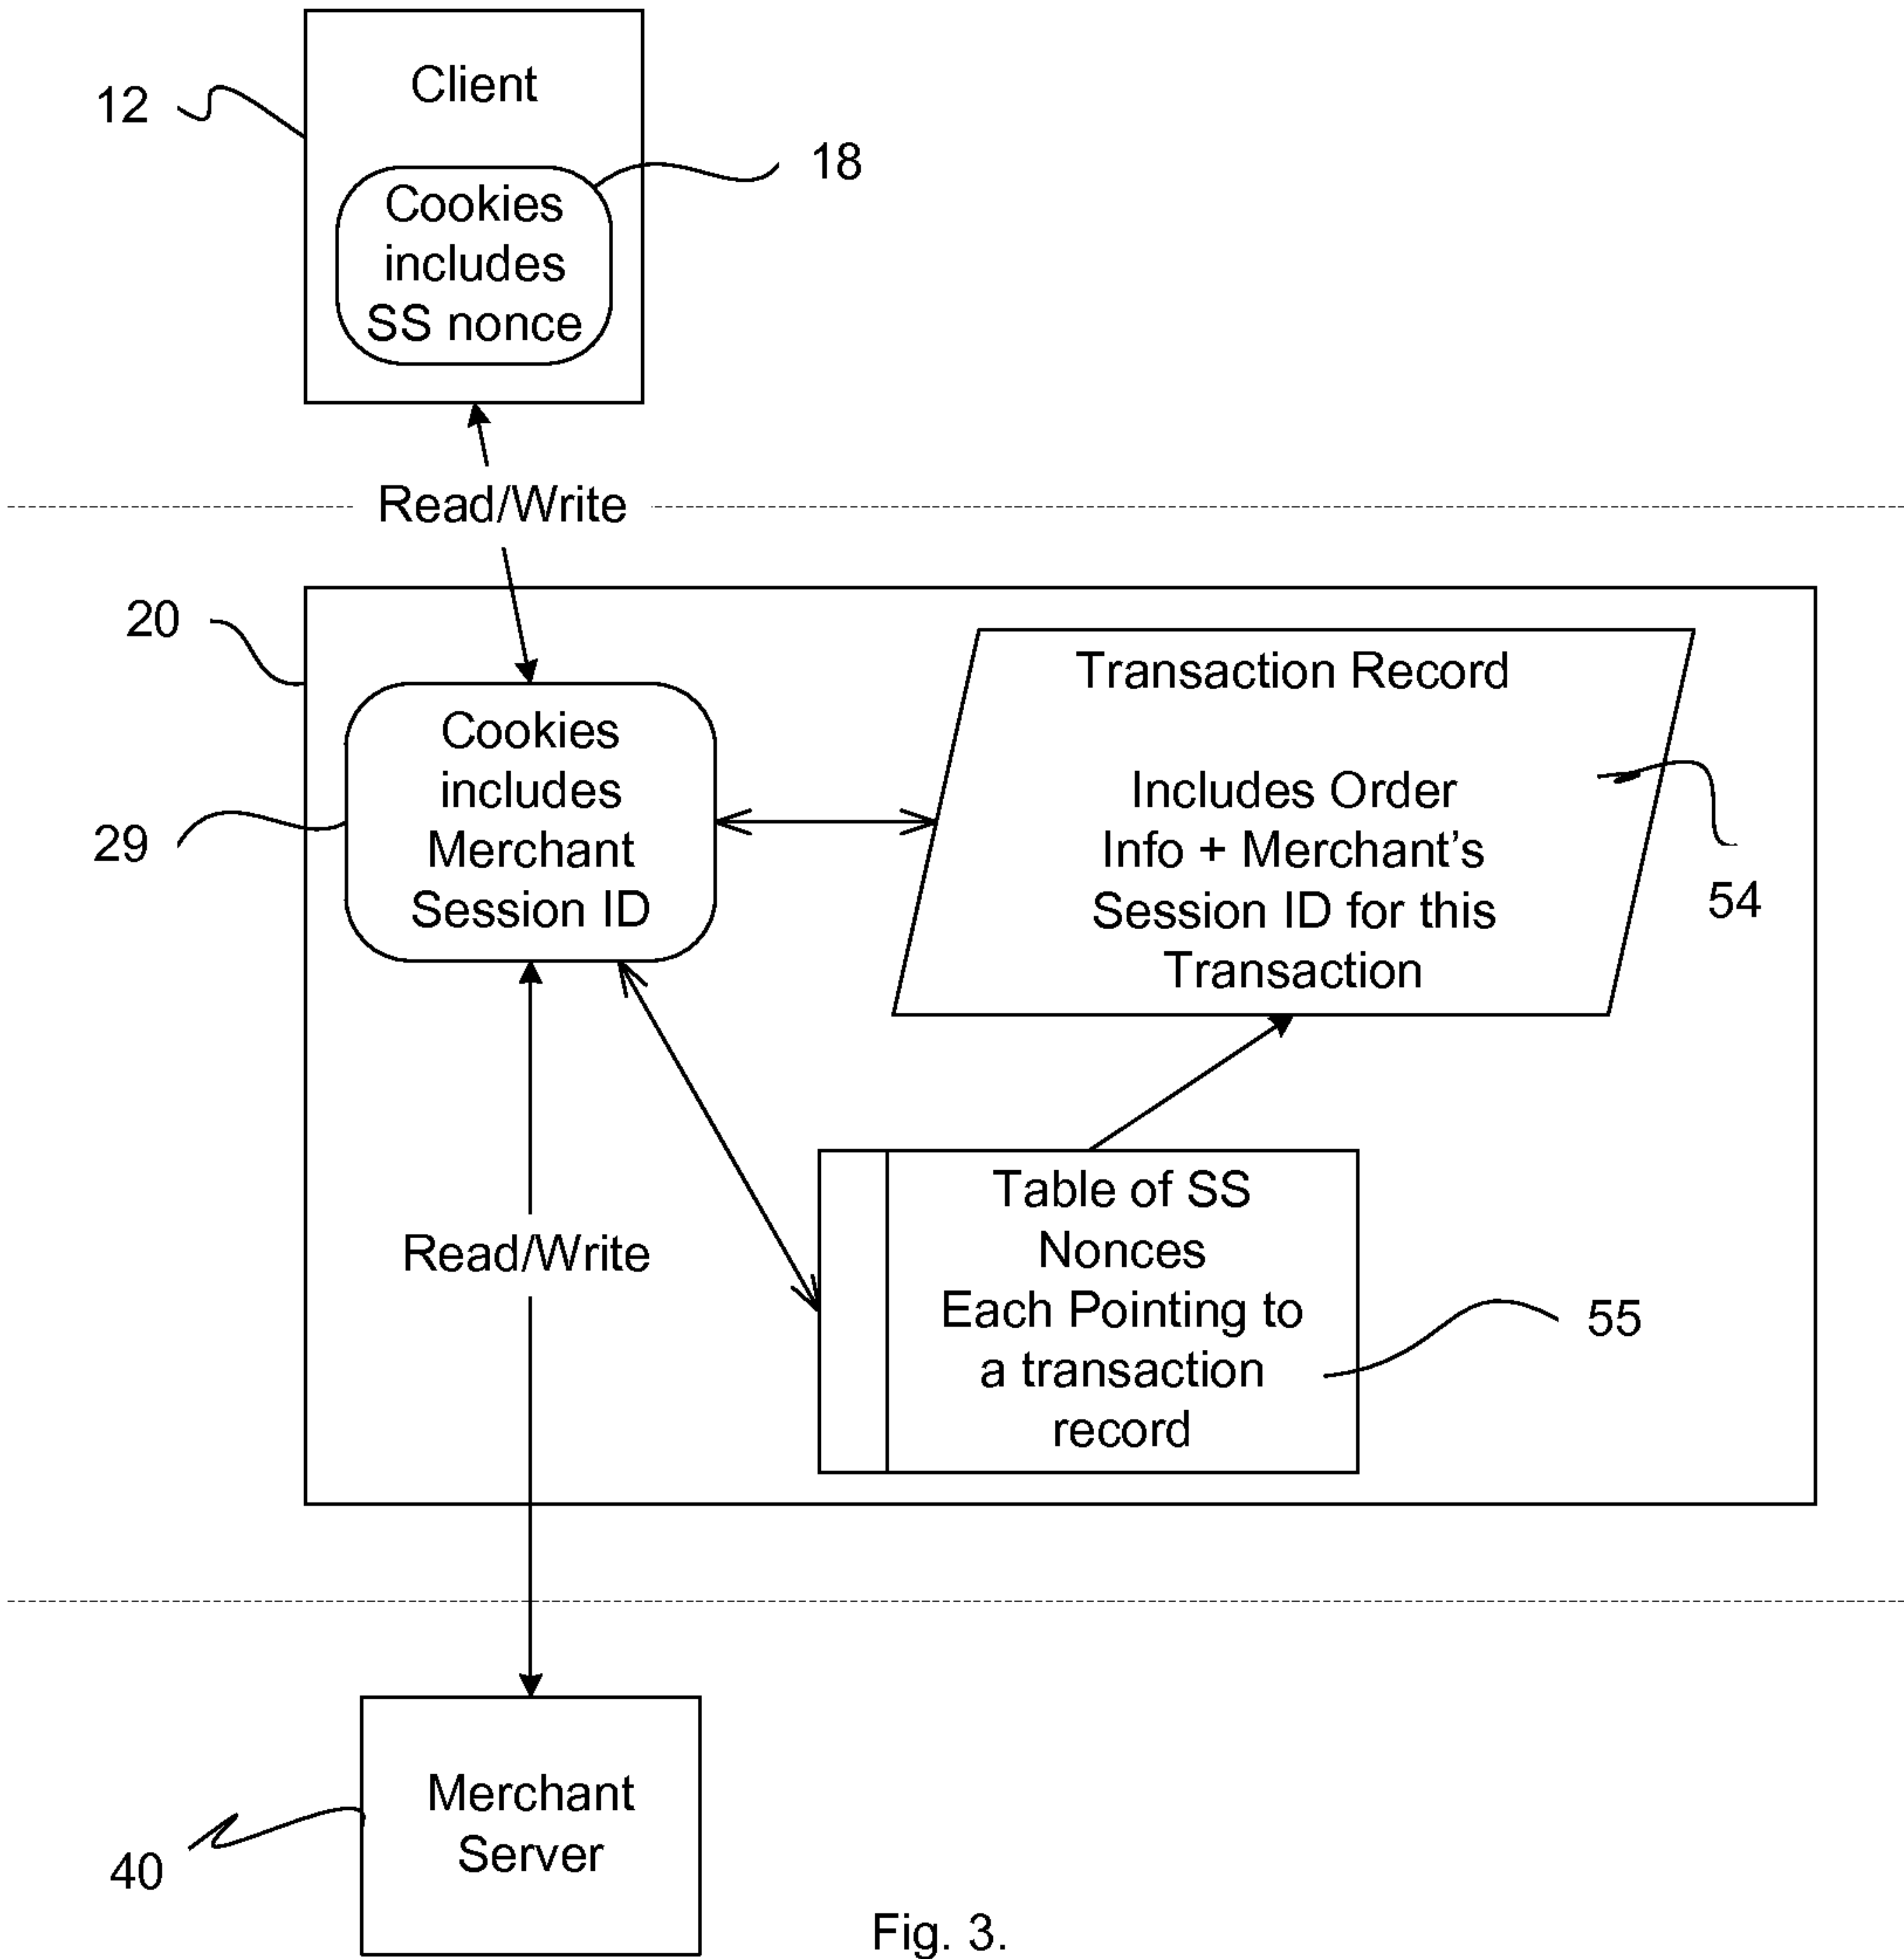 Client
12
18
Cookies
includes
SS nonce
Read/Write
20
Transaction Record
Cookies
includes
Merchant
Session ID
29
Includes Order
Info + Merchant's
Session ID for this
Transaction
54
Table of SS
Nonces
Each Pointing to
a transaction
record
Read/Write
55
Merchant
Server
40
Fig. 3.